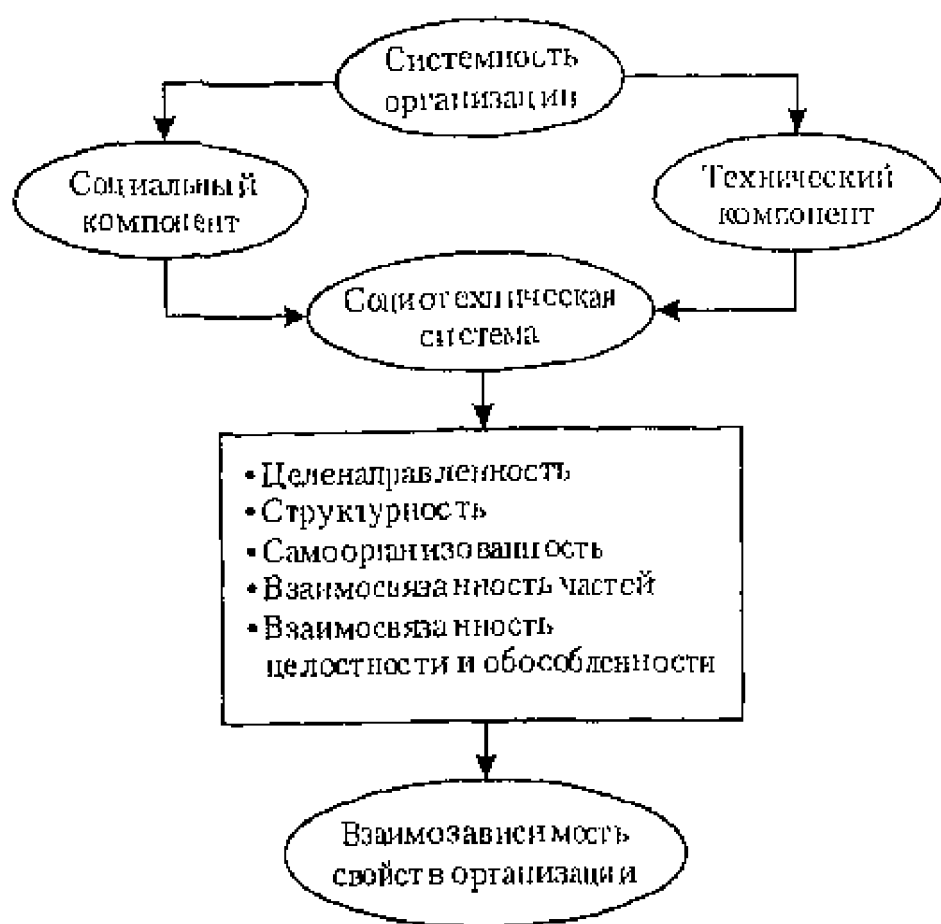 Системность
организации
Социальный
компонент
Технический
компонент
Социотехническая
система
• Целенаправленность
• Структурность
• Самоорганизованность
• Взаимосвязанность частей
• Взаимосвязанность
целостности и обособленности
Взаимозависимость
свойств организации